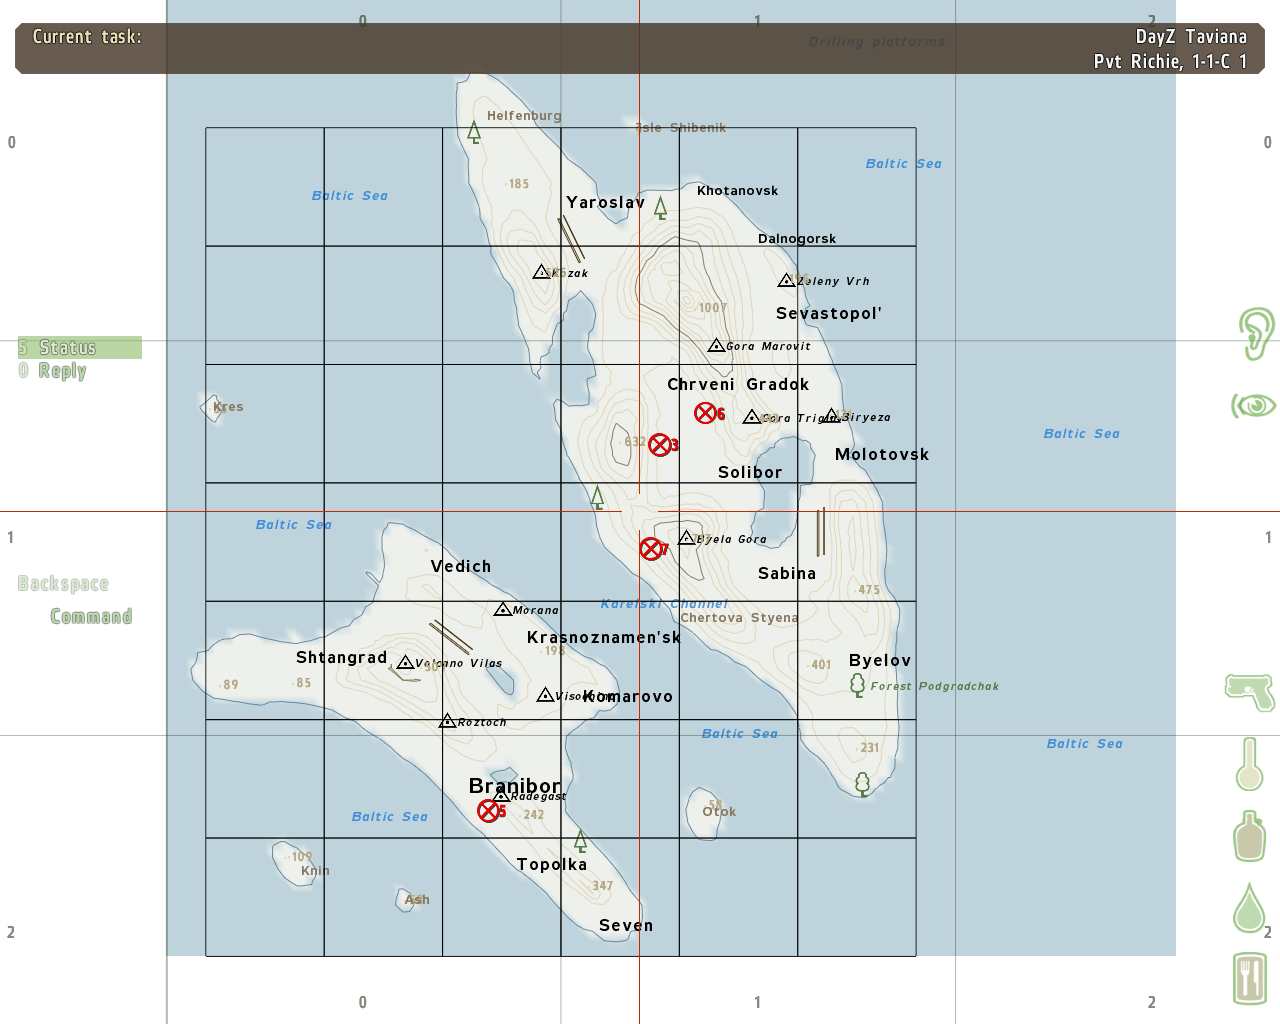 0
1
2
Current task:
DayZ Taviana
Pvt Richie, 1-1-C 1
Drilling platforms
Helfenburg
Isle Shibenik
0
0
Baltic Sea
185
Baltic Sea
Khotanovsk
Yaroslav
Dalnogorsk
Kozak
Zeleny Vrh
1007
Sevastopol'
Gora Marovit
5 Status
0 Reply
Chrveni Gradok
Kres
6
Biryeza
632
3
Baltic Sea
Molotovsk
Solibor
Baltic Sea
1
1
7
Byela Gora
Vedich
Sabina
Backspace
475
Karelski Channel
Morana
Command
Chertova Styena
Krasnoznamen'sk
198
Shtangrad
Volcano Vilas
401
Byelov
89
85
Forest Podgradchak
Komarovo
Roztoch
Baltic Sea
231
Baltic Sea
Branibor
Radegast
58
5
242
Otok
Baltic Sea
109
Knin
Topolka
347
Ash
Seven
2
2
0
1
2